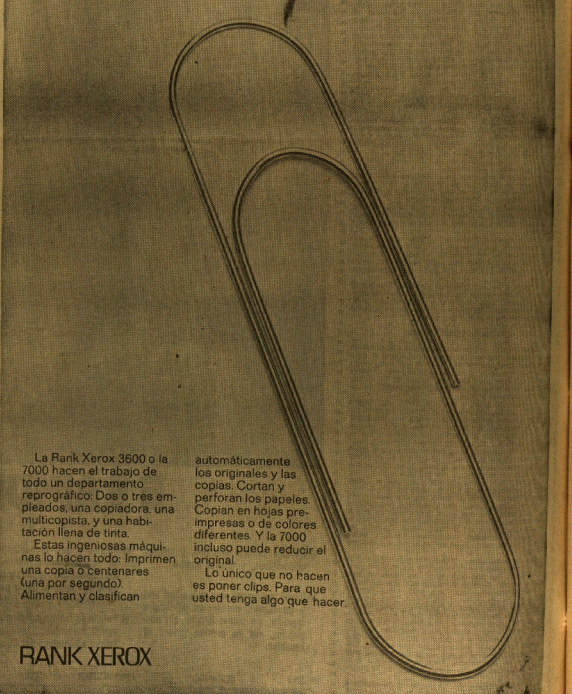 La Rank Xerox 3600 o la
7000 hacen el trabajo de
todo un departamento
reprográfico: Dos o tres em-
pleados, una copiadora, una
multicopista, y una habi-
tación llena de tinta.
Estas ingeniosas máqui-
nas lo hacen todo: Imprimen
una copia o centenares
(una por segundo).
Alimentan y clasifican
automáticamente
los originales y las
copias. Cortan y
perforan los papeles.
Copian en hojas pre-
impresas o de colores
diferentes. Y la 7000
incluso puede reducir el
original.
Lo único que no hacen
es poner clips. Para que
usted tenga algo que hacer.
RANK XEROX